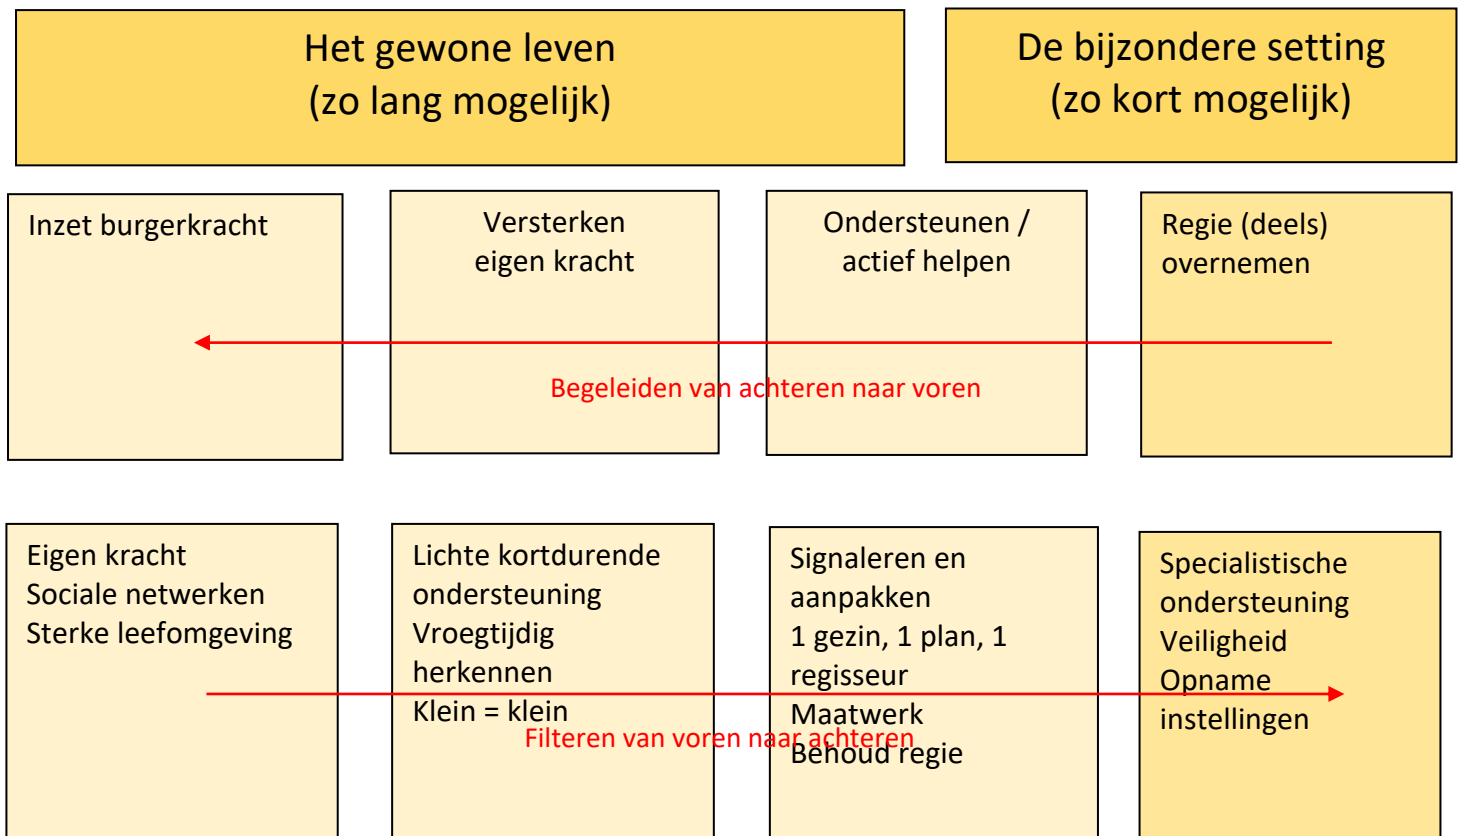 Het gewone leven
(zo lang mogelijk)
De bijzondere setting
(zo kort mogelijk)
Inzet burgerkracht
Versterken
eigen kracht
Ondersteunen /
actief helpen
Regie (deels)
overnemen
Begeleiden van achteren naar voren
Eigen kracht
Sociale netwerken
Sterke leefomgeving
Lichte kortdurende
ondersteuning
Vroegtijdig
herkennen
Klein = klein
Signaleren en
aanpakken
1 gezin, 1 plan, 1
regisseur
Maatwerk
Behoud regie
Specialistische
ondersteuning
Veiligheid
Opname
instellingen
Filteren van voren naar achteren